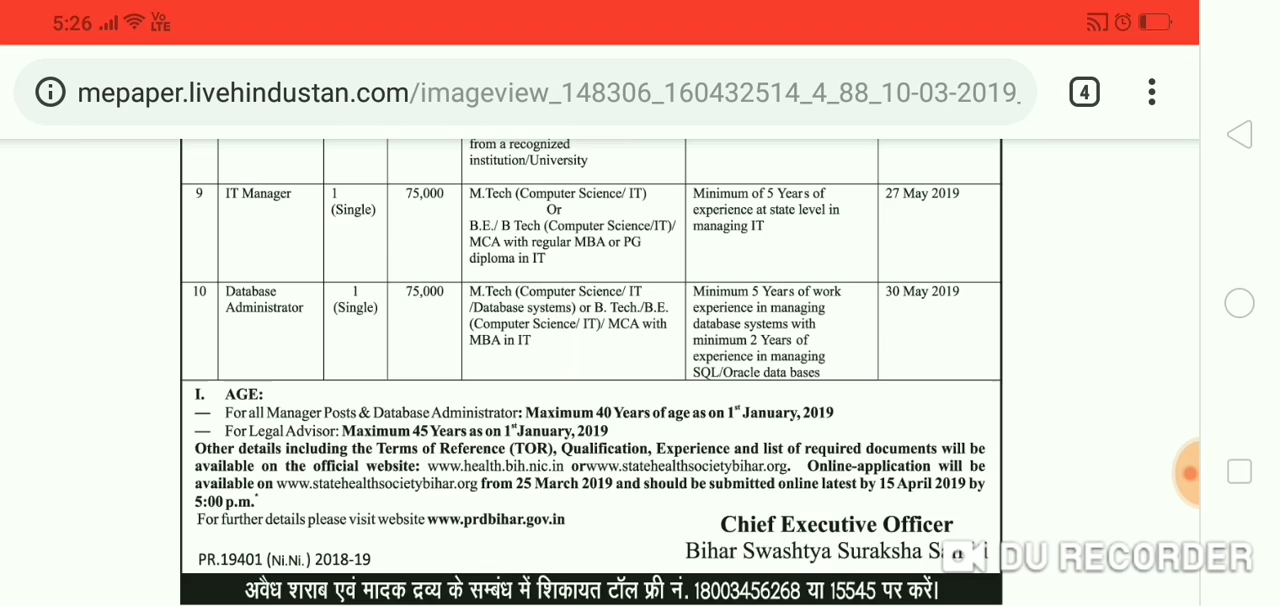 5:26 Vo LTE
mepaper.livehindustan.com/imageview_148306_160432514_4_88_10-03-2019_
4
from a recognized
institution/University
9 IT Manager 1 75,000 M.Tech (Computer Science/ IT) Minimum of 5 Years of 27 May 2019
(Single) Or experience at state level in
B.E./ B Tech (Computer Science/IT)/ managing IT
MCA with regular MBA or PG
diploma in IT
10 Database 1 75,000 M.Tech (Computer Science/ IT Minimum 5 Years of work 30 May 2019
Administrator (Single) /Database systems) or B. Tech./B.E. experience in managing
(Computer Science/ IT)/ MCA with database systems with
MBA in IT minimum 2 Years of
experience in managing
SQL/Oracle data bases
I. AGE:
— For all Manager Posts & Database Administrator: Maximum 40 Years of age as on 1st January, 2019
— For Legal Advisor: Maximum 45 Years as on 1st January, 2019
Other details including the Terms of Reference (TOR), Qualification, Experience and list of required documents will be
available on the official website: www.health.bih.nic.in orwww.statehealthsocietybihar.org. Online-application will be
available on www.statehealthsocietybihar.org from 25 March 2019 and should be submitted online latest by 15 April 2019 by
5:00 p.m.*
For further details please visit website www.prdbihar.gov.in
Chief Executive Officer
Bihar Swashtya Suraksha
PR.19401 (Ni.Ni.) 2018-19
DU RECORDER
अवैध शराब एवं मादक द्रव्य के सम्बंध में शिकायत टॉल फ्री नं. 18003456268 या 15545 पर करें।